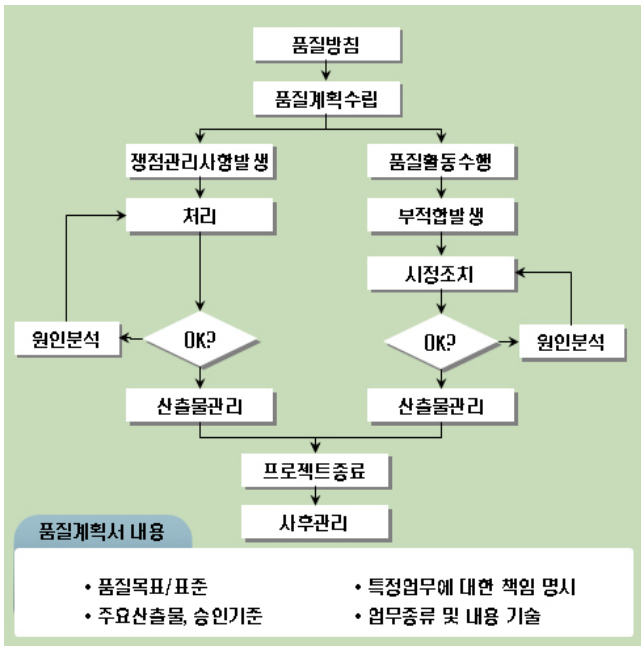 품질방침
품질계획수립
쟁점관리사항발생
품질활동수행
처리
부적합발생
시정조치
원인분석
OK?
OK?
원인분석
산출물관리
산출물관리
프로젝트종료
사후관리
품질계획서 내용
• 품질목표/표준
• 특정업무에 대한 책임 명시
• 주요산출물, 승인기준
• 업무종류 및 내용 기술